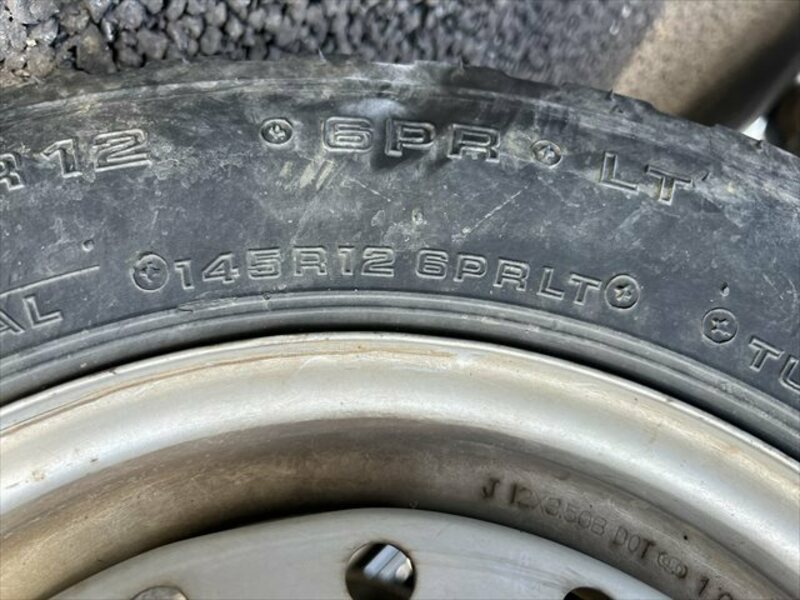 R12 6PR LT
145R12 6PRLT
AL
TU
J 12X3.50B DOT